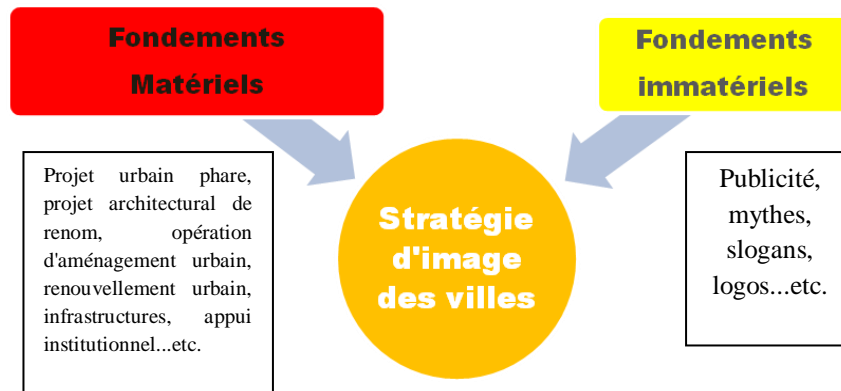 Fondements
Matériels
Fondements
immatériels
Projet urbain phare,
projet architectural de
renom, opération
d'aménagement urbain,
renouvellement urbain,
infrastructures, appui
institutionnel...etc.
Stratégie
d'image
des villes
Publicité,
mythes,
slogans,
logos...etc.